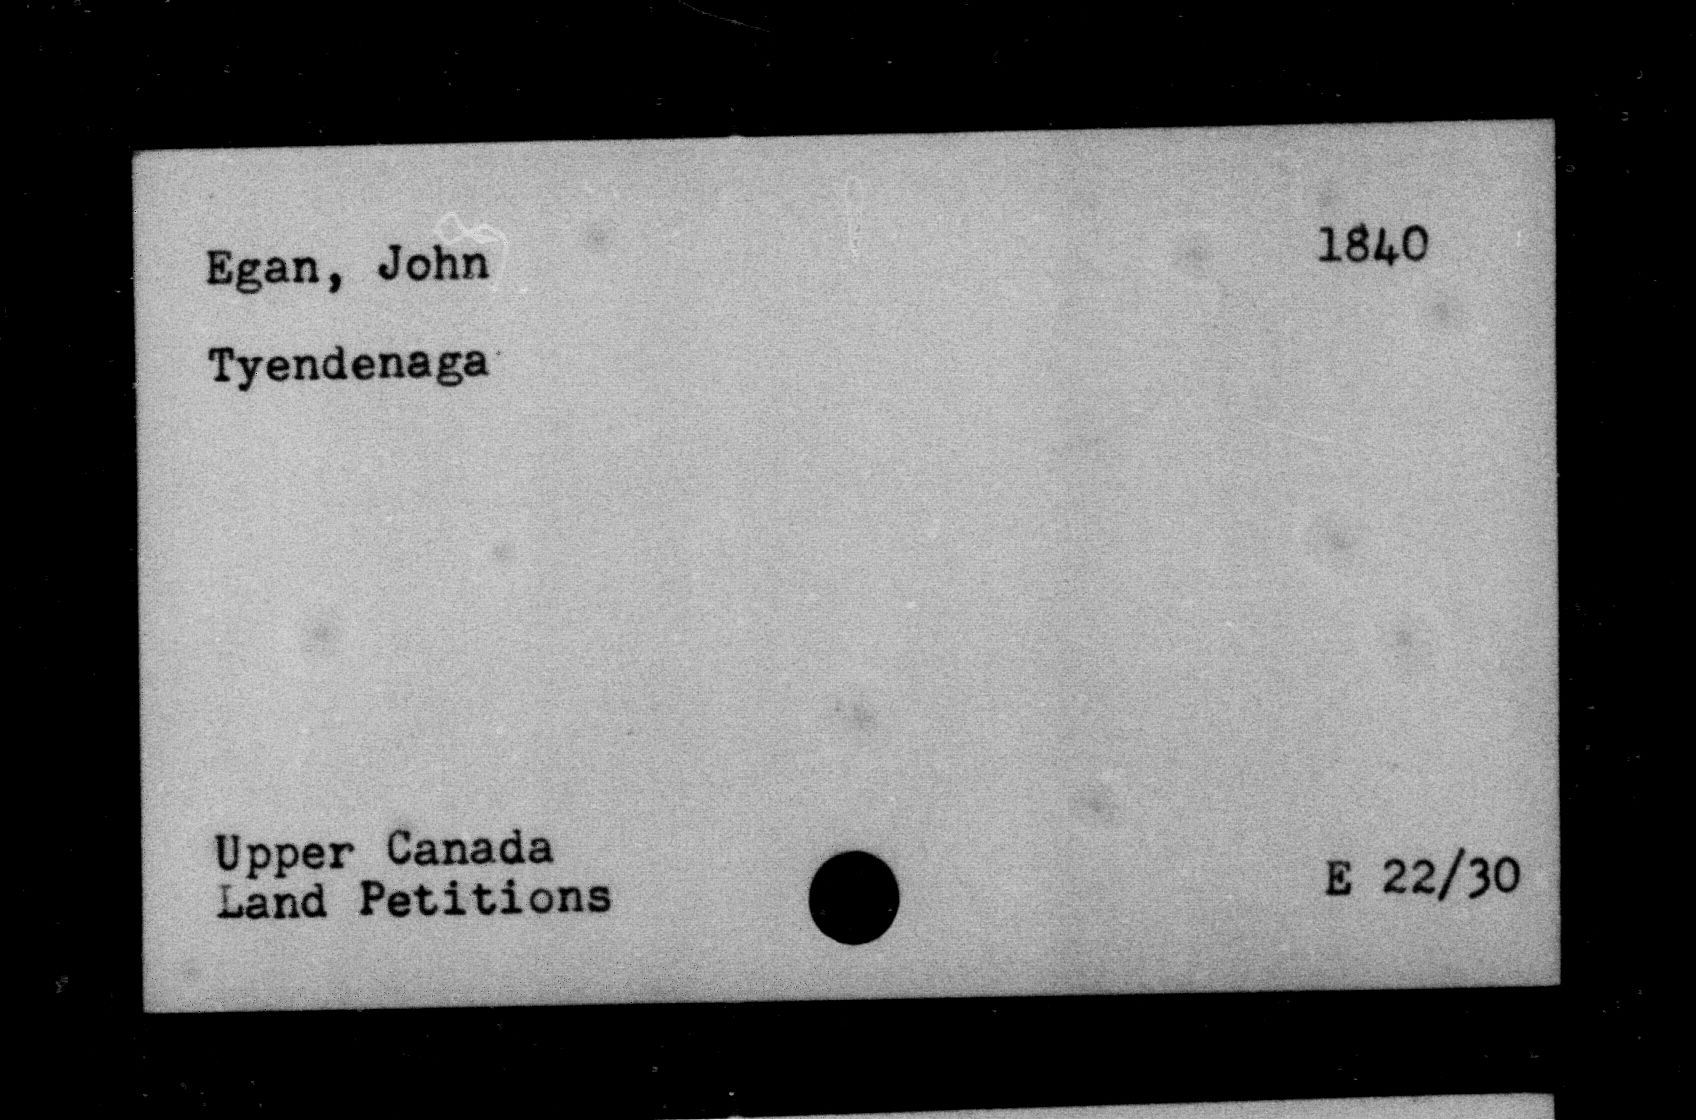 Egan, John 1840
Tyendenaga
Upper Canada
Land Petitions E 22/30